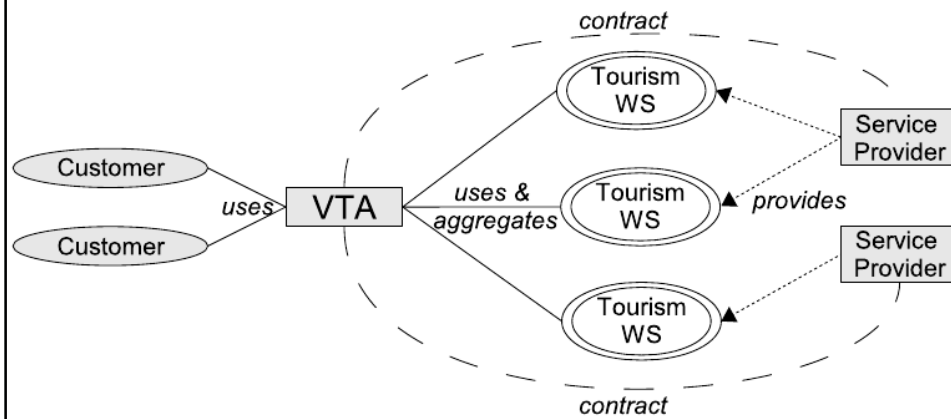 contract
Tourism
WS
Service
Provider
Customer
uses
VTA
uses &
aggregates
Tourism
WS
provides
Customer
Service
Provider
Tourism
WS
contract